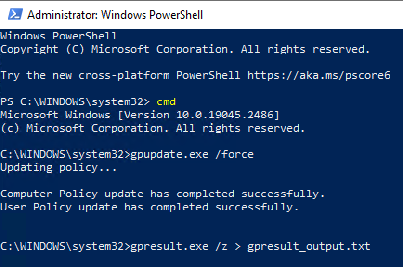 Administrator: Windows PowerShell
Windows PowerShell
Copyright (C) Microsoft Corporation. All rights reserved.
Try the new cross-platform PowerShell https://aka.ms/pscore6
PS C:\WINDOWS\system32> cmd
Microsoft Windows [Version 10.0.19045.2486]
(c) Microsoft Corporation. All rights reserved.
C:\WINDOWS\system32>gpupdate.exe /force
Updating policy...
Computer Policy update has completed successfully.
User Policy update has completed successfully.
C:\WINDOWS\system32>gpresult.exe /z > gpresult_output.txt